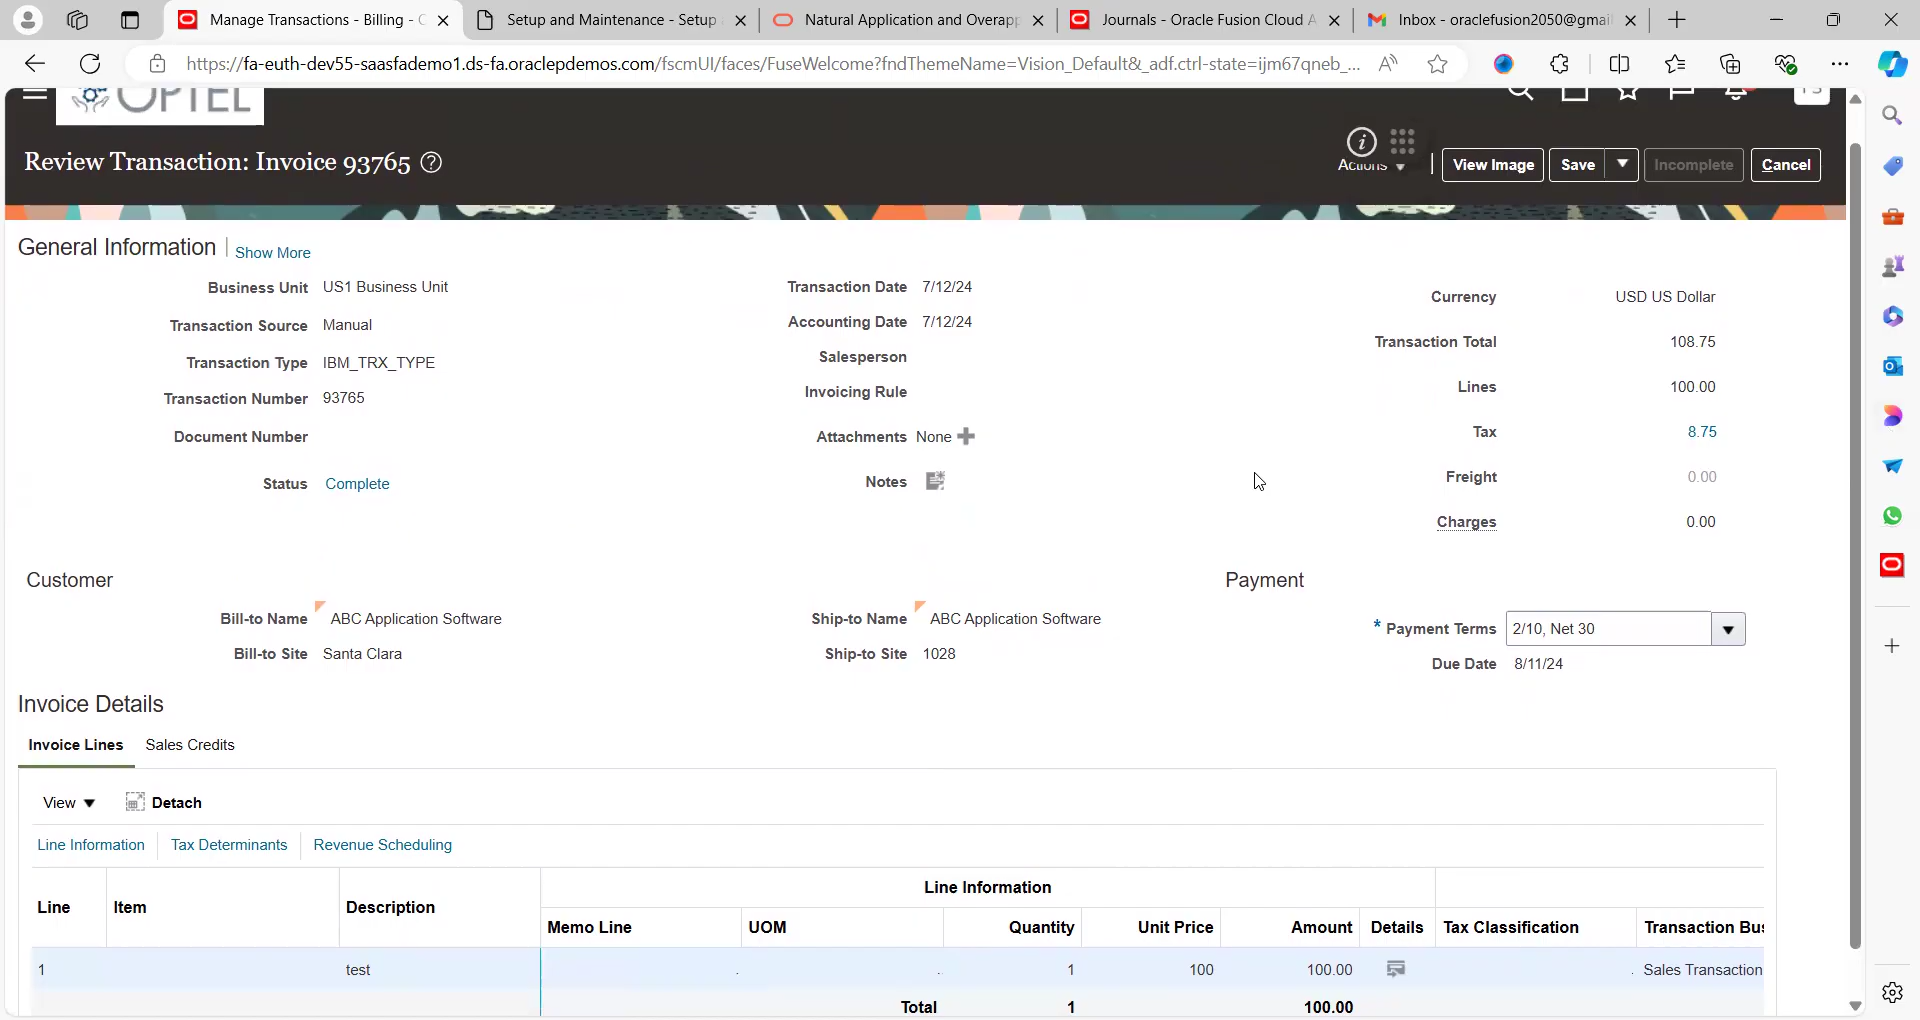 Manage Transactions - Billing - C
Setup and Maintenance - Setup
Natural Application and Overapp
Journals - Oracle Fusion Cloud A
Inbox - oraclefusion2050@gmai
https://fa-euth-dev55-saasfademo1.ds-fa.oraclepdemos.com/fscmUI/faces/FuseWelcome?fndThemeName=Vision_Default&_adf.ctrl-state=ijm67qneb_...
OPTEL
Review Transaction: Invoice 93765
Actions
View Image
Save
Incomplete
Cancel
General Information
Show More
Business Unit US1 Business Unit
Transaction Source Manual
Transaction Type IBM_TRX_TYPE
Transaction Number 93765
Document Number
Status Complete
Transaction Date 7/12/24
Accounting Date 7/12/24
Salesperson
Invoicing Rule
Attachments None
Notes
Currency USD US Dollar
Transaction Total 108.75
Lines 100.00
Tax 8.75
Freight 0.00
Charges 0.00
Customer
Bill-to Name ABC Application Software
Bill-to Site Santa Clara
Ship-to Name ABC Application Software
Ship-to Site 1028
Payment
* Payment Terms 2/10, Net 30
Due Date 8/11/24
Invoice Details
Invoice Lines Sales Credits
View Detach
Line Information Tax Determinants Revenue Scheduling
Line Information
Line Item Description Memo Line UOM Quantity Unit Price Amount Details Tax Classification Transaction Bus
1 test . . 1 100 100.00 . Sales Transaction
Total 1 100.00